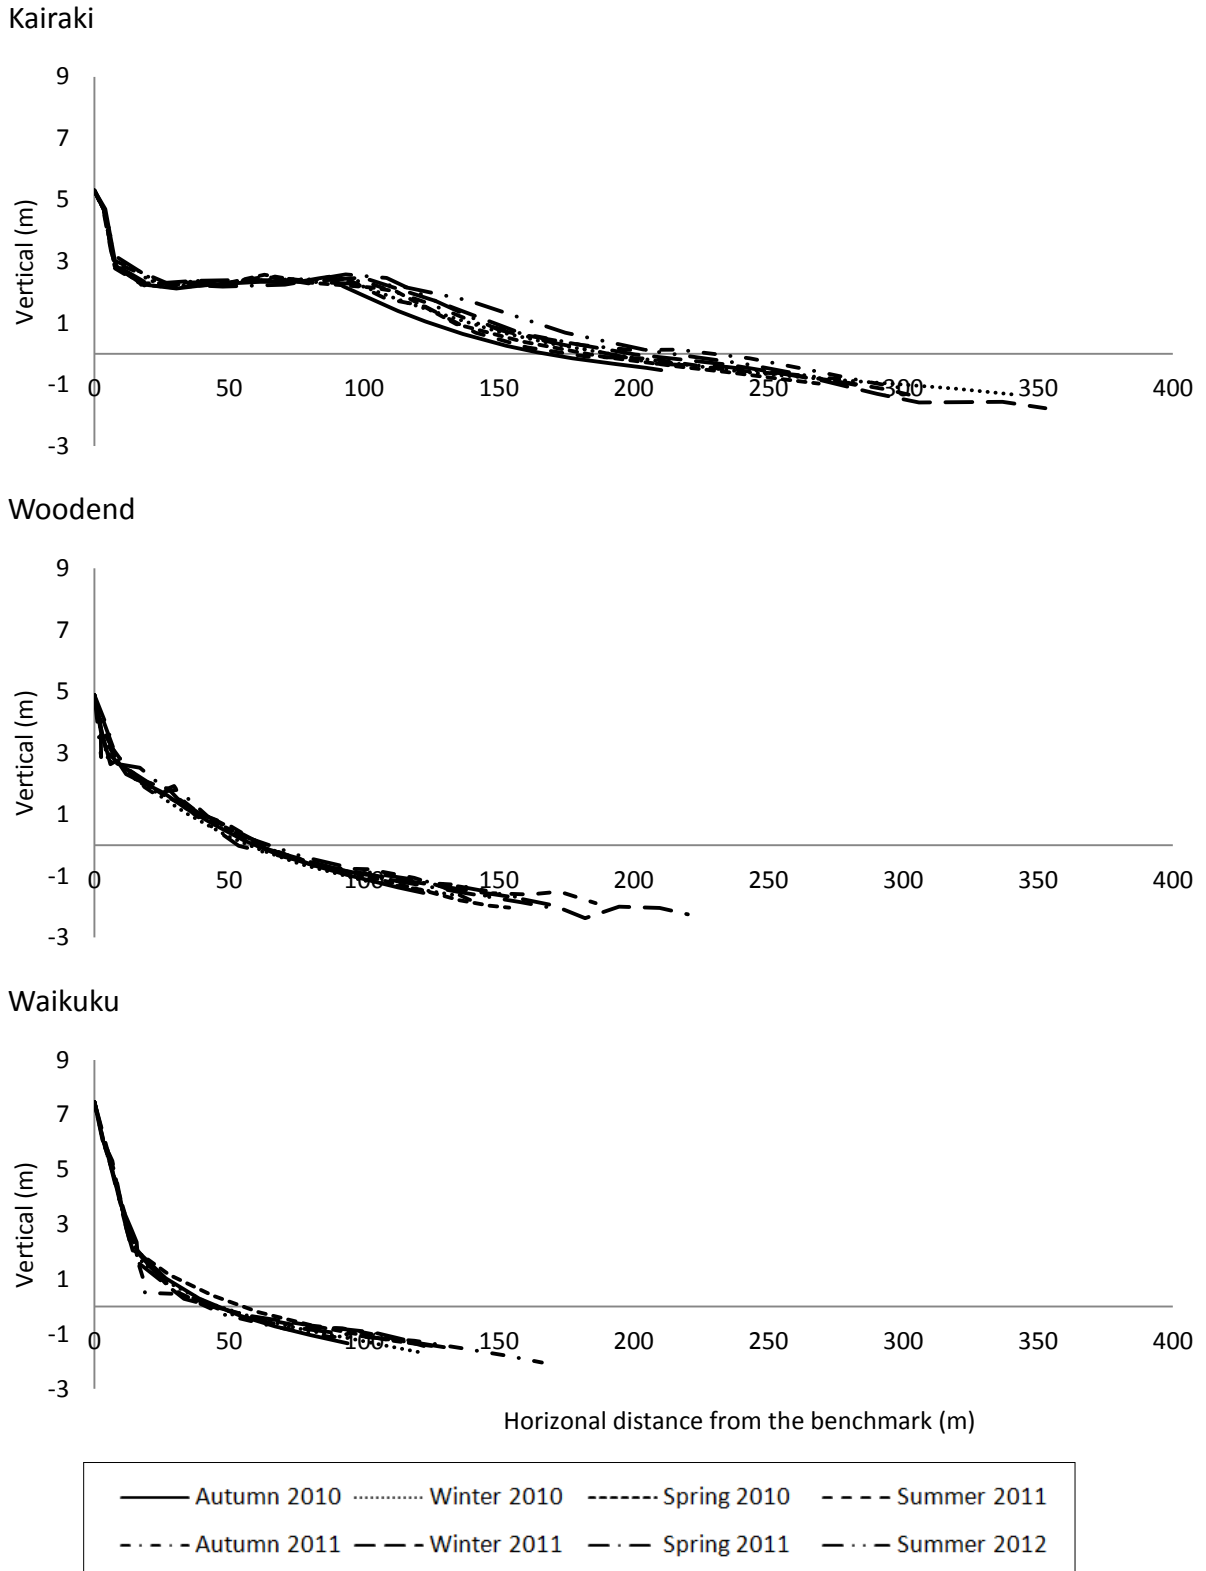 Kairaki
9
7
5
3
1
-1
-3
Vertical (m)
0 50 100 150 200 250 300 350 400
Woodend
9
7
5
3
1
-1
-3
Vertical (m)
0 50 100 150 200 250 300 350 400
Waikuku
9
7
5
3
1
-1
-3
Vertical (m)
0 50 100 150 200 250 300 350 400
Horizonal distance from the benchmark (m)
Autumn 2010 Winter 2010 Spring 2010 Summer 2011
Autumn 2011 Winter 2011 Spring 2011 Summer 2012